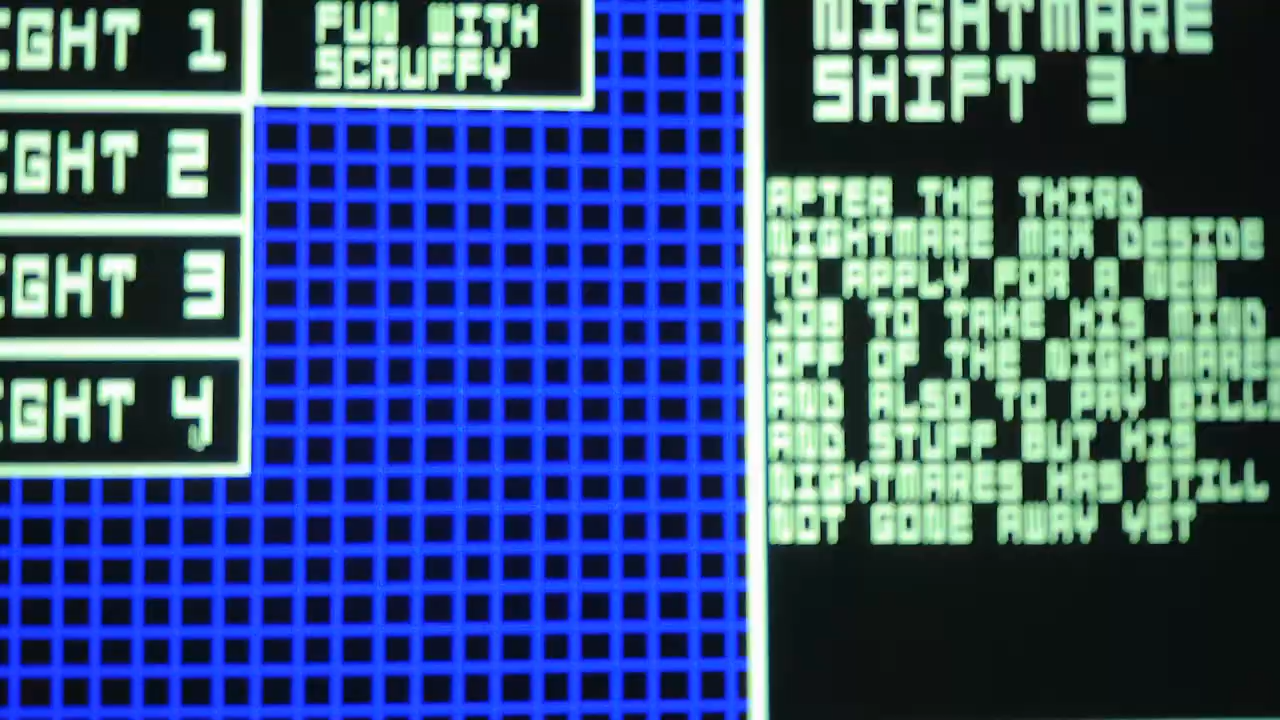 IGHT 1
IGHT 2
IGHT 3
IGHT 4
FUN WITH
SCRUFFY
NIGHTMARE
SHIFT 3
AFTER THE THIRD
NIGHTMARE MAX DESIDE
TO APPLY FOR A NEW
JOB TO TAKE HIS MIND
OFF OF THE NIGHTMARES
AND ALSO TO PAY BILLS
AND STUFF BUT HIS
NIGHTMARES HAS STILL
NOT GONE AWAY YET